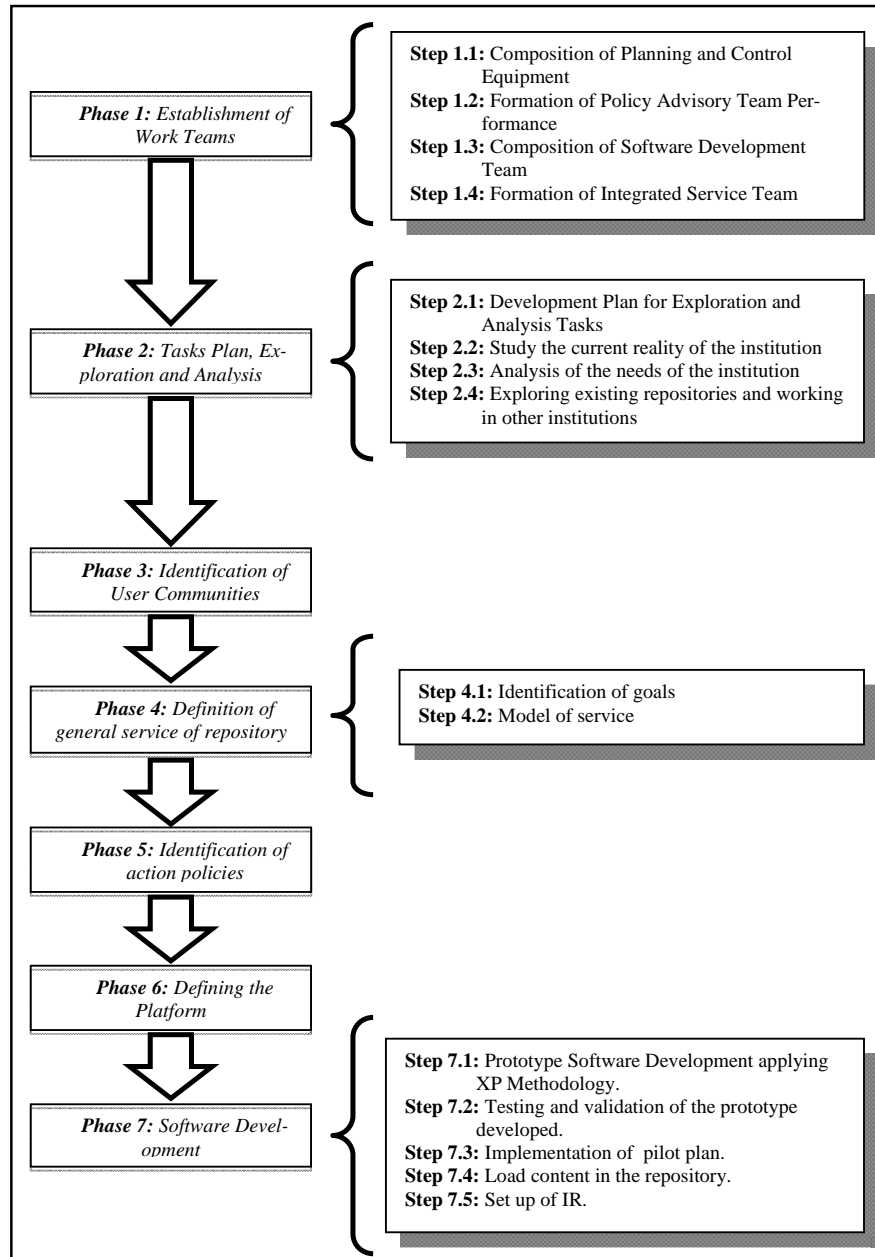 Step 1.1: Composition of Planning and Control
Equipment
Step 1.2: Formation of Policy Advisory Team Per-
formance
Step 1.3: Composition of Software Development
Team
Step 1.4: Formation of Integrated Service Team
Phase 1: Establishment of
Work Teams
Step 2.1: Development Plan for Exploration and
Analysis Tasks
Step 2.2: Study the current reality of the institution
Step 2.3: Analysis of the needs of the institution
Step 2.4: Exploring existing repositories and working
in other institutions
Phase 2: Tasks Plan, Ex-
ploration and Analysis
Phase 3: Identification of
User Communities
Phase 4: Definition of
general service of repository
Step 4.1: Identification of goals
Step 4.2: Model of service
Phase 5: Identification of
action policies
Phase 6: Defining the
Platform
Phase 7: Software Devel-
opment
Step 7.1: Prototype Software Development applying
XP Methodology.
Step 7.2: Testing and validation of the prototype
developed.
Step 7.3: Implementation of pilot plan.
Step 7.4: Load content in the repository.
Step 7.5: Set up of IR.